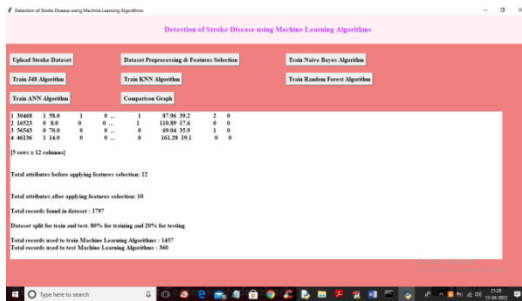 Detection of Stroke Disease using Machine Learning Algorithms
Detection of Stroke Disease using Machine Learning Algorithms
Upload Stroke Dataset Dataset Preprocessing & Features Selection Train Naive Bayes Algorithm
Train J48 Algorithm Train KNN Algorithm Train Random Forest Algorithm
Train ANN Algorithm Comparison Graph
1 30468 1 58.0 1 0 ... 1 87.96 39.2 2 0
2 16523 0 8.0 0 0 ... 1 110.89 17.6 0 0
3 56543 0 70.0 0 0 ... 0 69.04 35.9 1 0
4 46136 1 14.0 0 0 ... 0 161.28 19.1 0 0
[5 rows x 12 columns]
Total attributes before applying features selection: 12
Total attributes after applying features selection: 10
Total records found in dataset : 1797
Dataset split for train and test. 80% for training and 20% for testing
Total records used to train Machine Learning Algorithms : 1437
Total records used to test Machine Learning Algorithms : 360
Type here to search